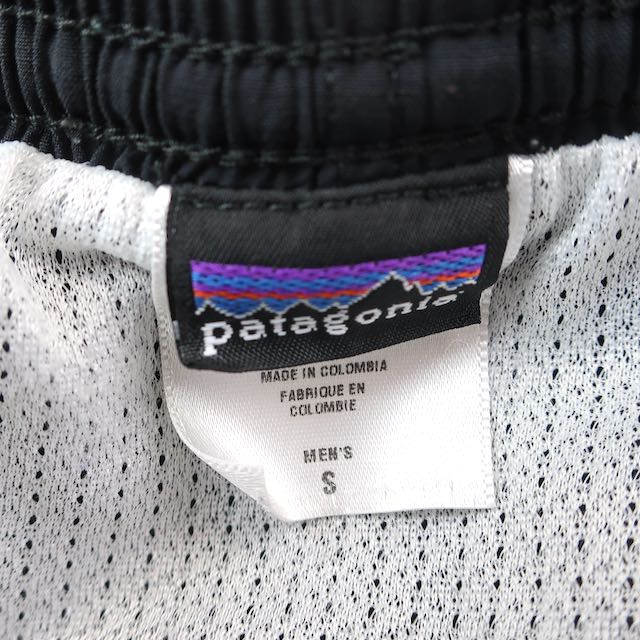 patagonia
MADE IN COLOMBIA
FABRIQUE EN
COLOMBIE
MEN'S
S